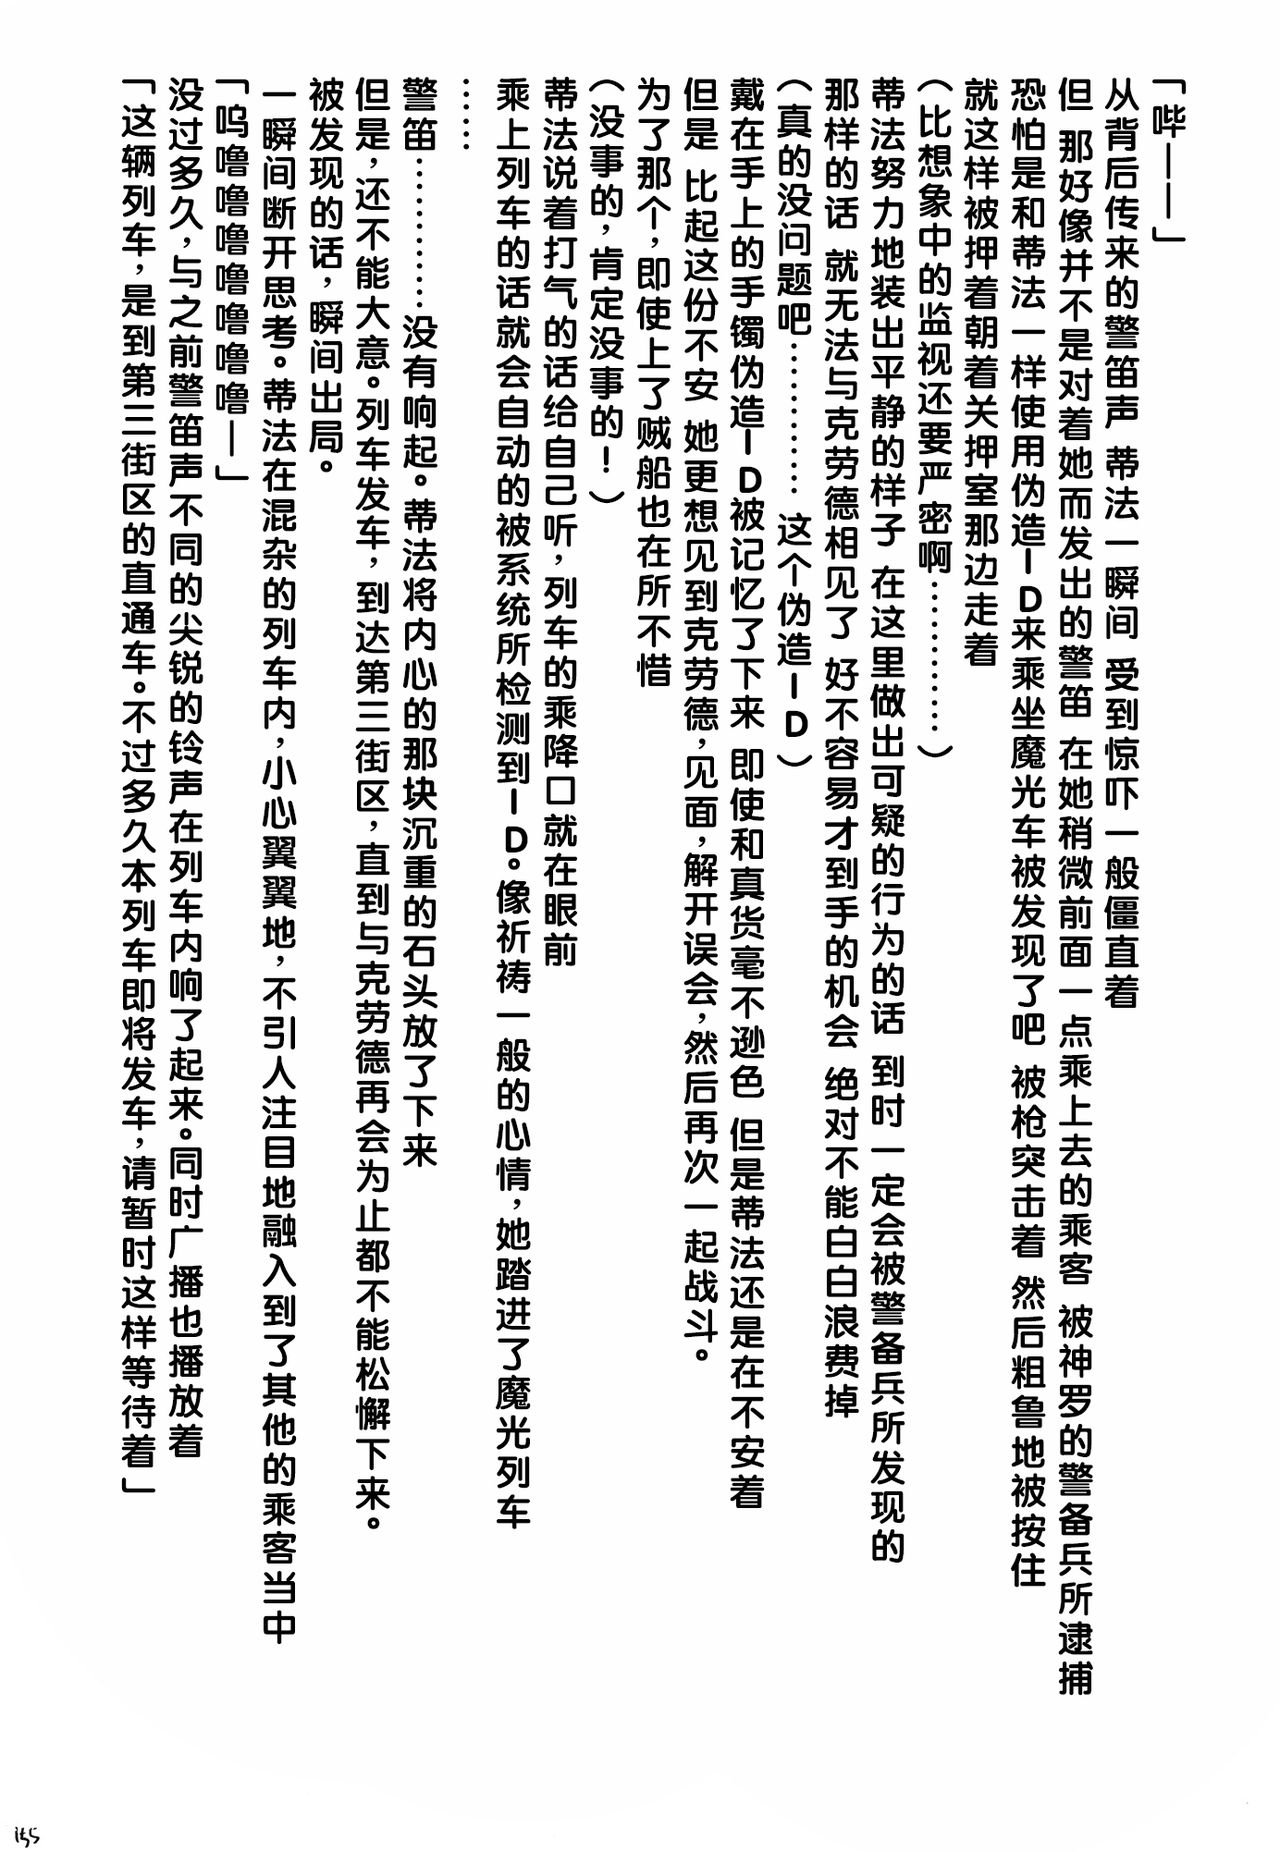 「哔——」
从背后传来的警笛声 蒂法一瞬间 受到惊吓一般僵直着
但 那好像并不是对着她而发出的警笛 在她稍微前面一点乘上去的乘客 被神罗的警备兵所逮捕
恐怕是和蒂法一样使用伪造ID来乘坐魔光车被发现了吧 被枪突击着 然后粗鲁地被按住
就这样被押着朝着关押室那边走着
（比想象中的监视还要严密啊…………）
蒂法努力地装出平静的样子 在这里做出可疑的行为的话 到时一定会被警备兵所发现的
那样的话 就无法与克劳德相见了 好不容易才到手的机会 绝对不能白白浪费掉
（真的没问题吧………… 这个伪造ID）
戴在手上的手镯伪造ID被记忆了下来 即使和真货毫不逊色 但是蒂法还是在不安着
但是 比起这份不安 她更想见到克劳德，见面，解开误会，然后再次一起战斗。
为了那个，即使上了贼船也在所不惜
（没事的，肯定没事的！）
蒂法说着打气的话给自己听，列车的乘降口就在眼前
乘上列车的话就会自动的被系统所检测到ID。像祈祷一般的心情，她踏进了魔光列车
……
警笛…………没有响起。蒂法将内心的那块沉重的石头放了下来
但是，还不能大意。列车发车，到达第三街区，直到与克劳德再会为止都不能松懈下来。
被发现的话，瞬间出局。
一瞬间断开思考。蒂法在混杂的列车内，小心翼翼地，不引人注目地融入到了其他的乘客当中
「呜噜噜噜噜噜噜噜—」
没过多久，与之前警笛声不同的尖锐的铃声在列车内响了起来。同时广播也播放着
「这辆列车，是到第三街区的直通车。不过多久本列车即将发车，请暂时这样等待着」
155